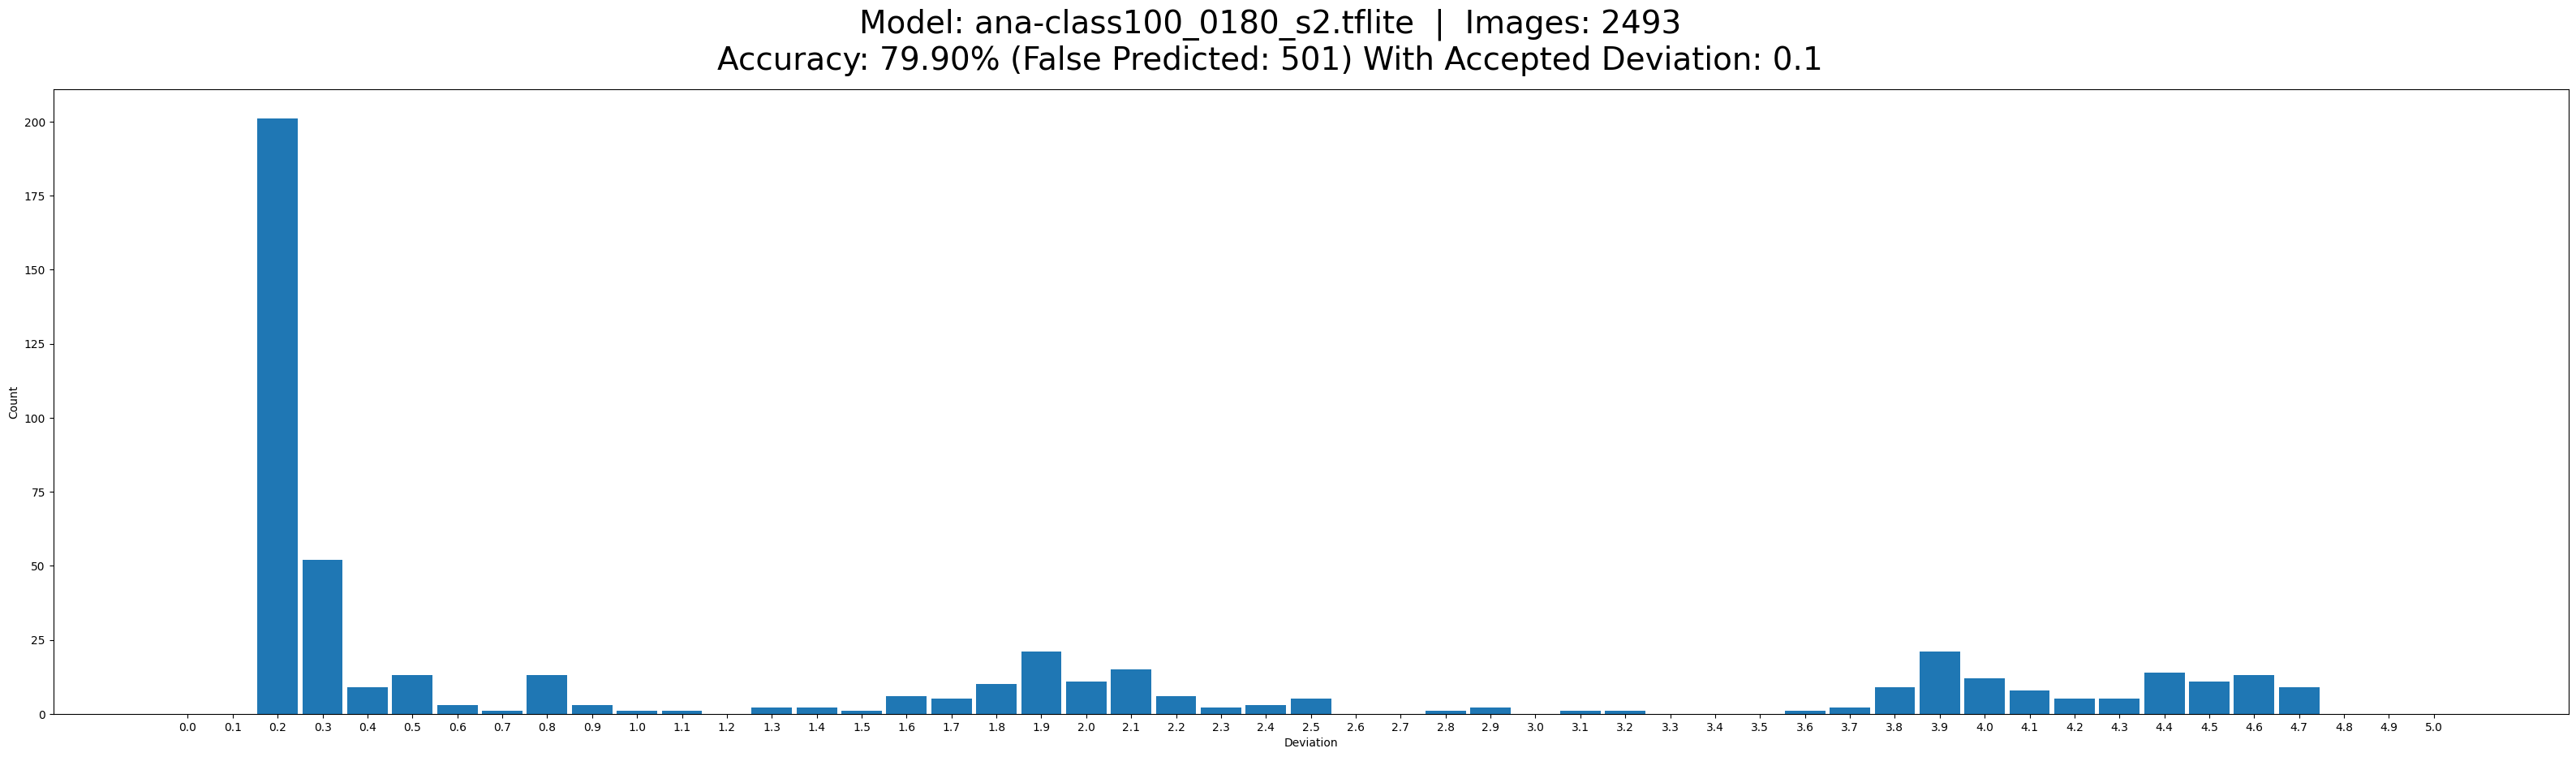 Model: ana-class100_0180_s2.tflite | Images: 2493
Accuracy: 79.90% (False Predicted: 501) With Accepted Deviation: 0.1
200
175
150
125
100
75
50
25
0
Count
0.0 0.1 0.2 0.3 0.4 0.5 0.6 0.7 0.8 0.9 1.0 1.1 1.2 1.3 1.4 1.5 1.6 1.7 1.8 1.9 2.0 2.1 2.2 2.3 2.4 2.5 2.6 2.7 2.8 2.9 3.0 3.1 3.2 3.3 3.4 3.5 3.6 3.7 3.8 3.9 4.0 4.1 4.2 4.3 4.4 4.5 4.6 4.7 4.8 4.9 5.0
Deviation